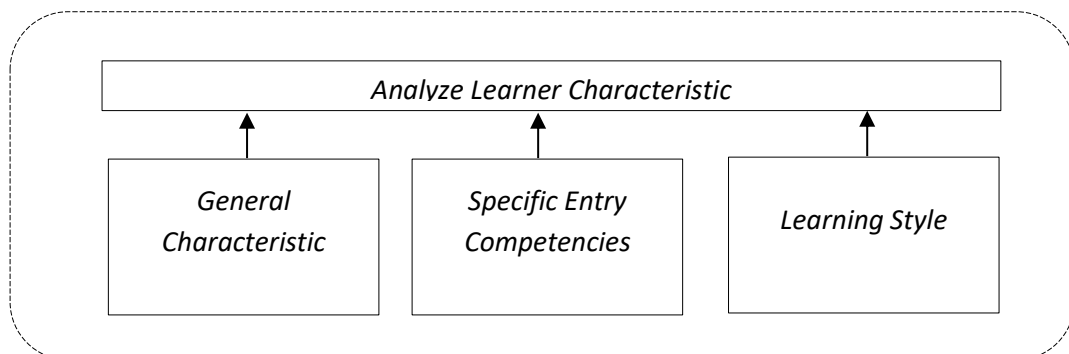 Analyze Learner Characteristic
General
Characteristic
Specific Entry
Competencies
Learning Style